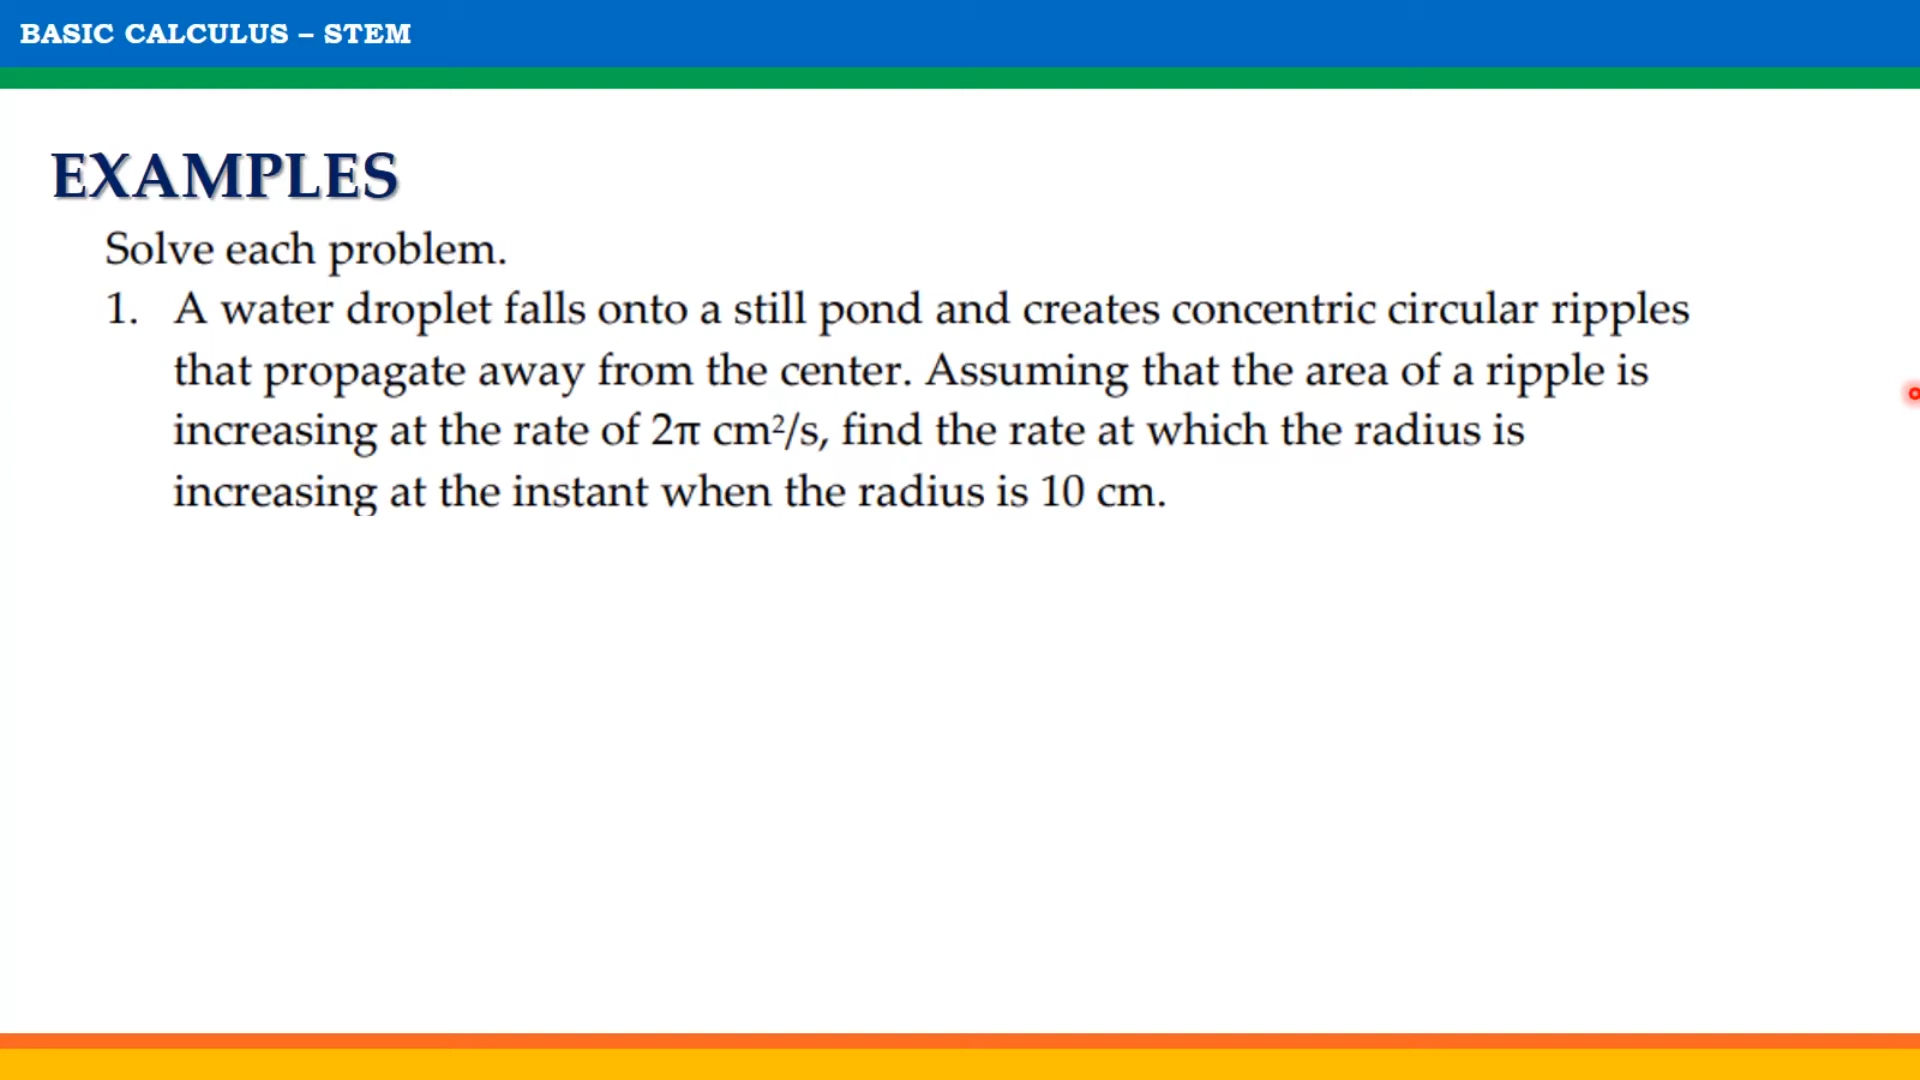 BASIC CALCULUS – STEM
EXAMPLES
Solve each problem.
1. A water droplet falls onto a still pond and creates concentric circular ripples
that propagate away from the center. Assuming that the area of a ripple is
increasing at the rate of 2π cm²/s, find the rate at which the radius is
increasing at the instant when the radius is 10 cm.